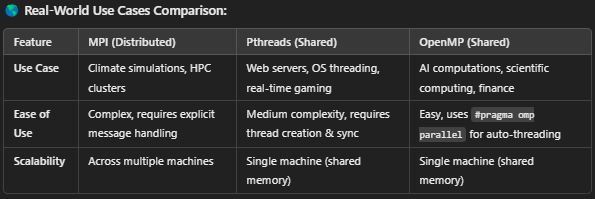 🌎 Real-World Use Cases Comparison:
Feature MPI (Distributed) Pthreads (Shared) OpenMP (Shared)
Use Case Climate simulations, HPC Web servers, OS threading, AI computations, scientific
clusters real-time gaming computing, finance
Ease of Complex, requires explicit Medium complexity, requires Easy, uses #pragma omp
Use message handling thread creation & sync parallel for auto-threading
Scalability Across multiple machines Single machine (shared Single machine (shared
memory) memory)